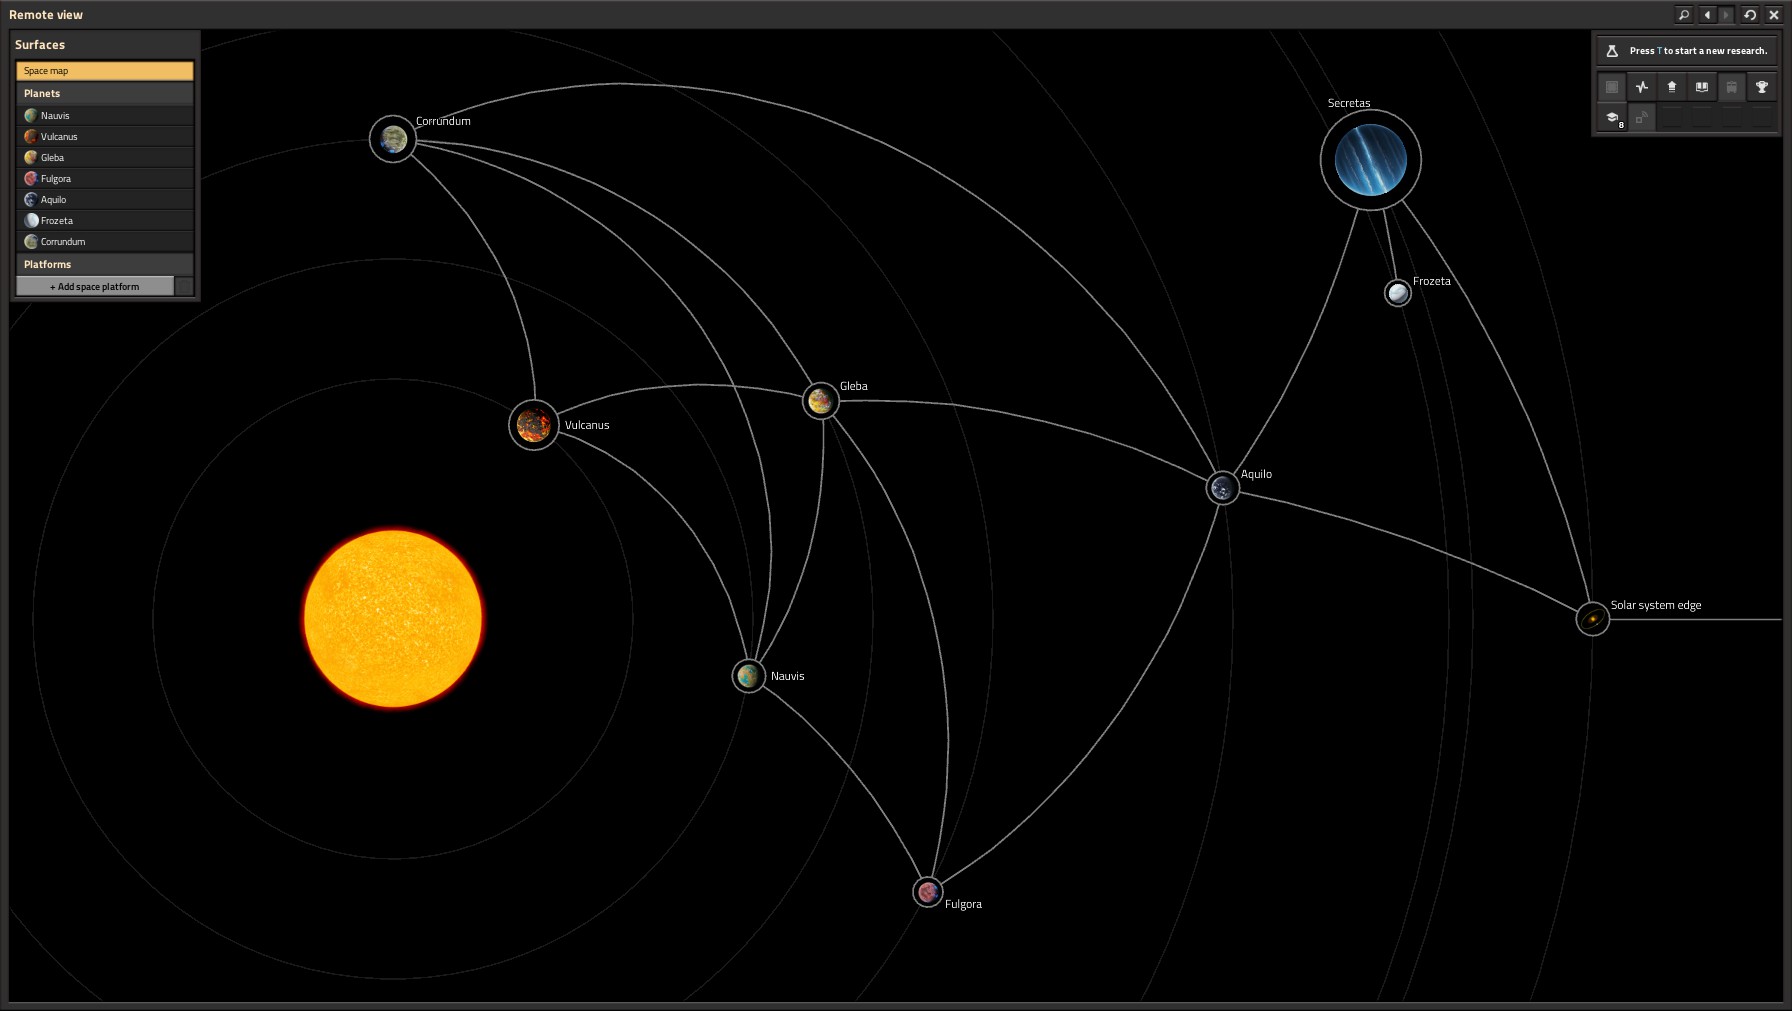 Remote view
Surfaces
Space map
Planets
Nauvis
Vulcanus
Gleba
Fulgora
Aquilo
Frozeta
Corrundum
Platforms
+ Add space platform
Press T to start a new research.
8
Secretas
Corrundum
Frozeta
Gleba
Vulcanus
Aquilo
Solar system edge
Nauvis
Fulgora